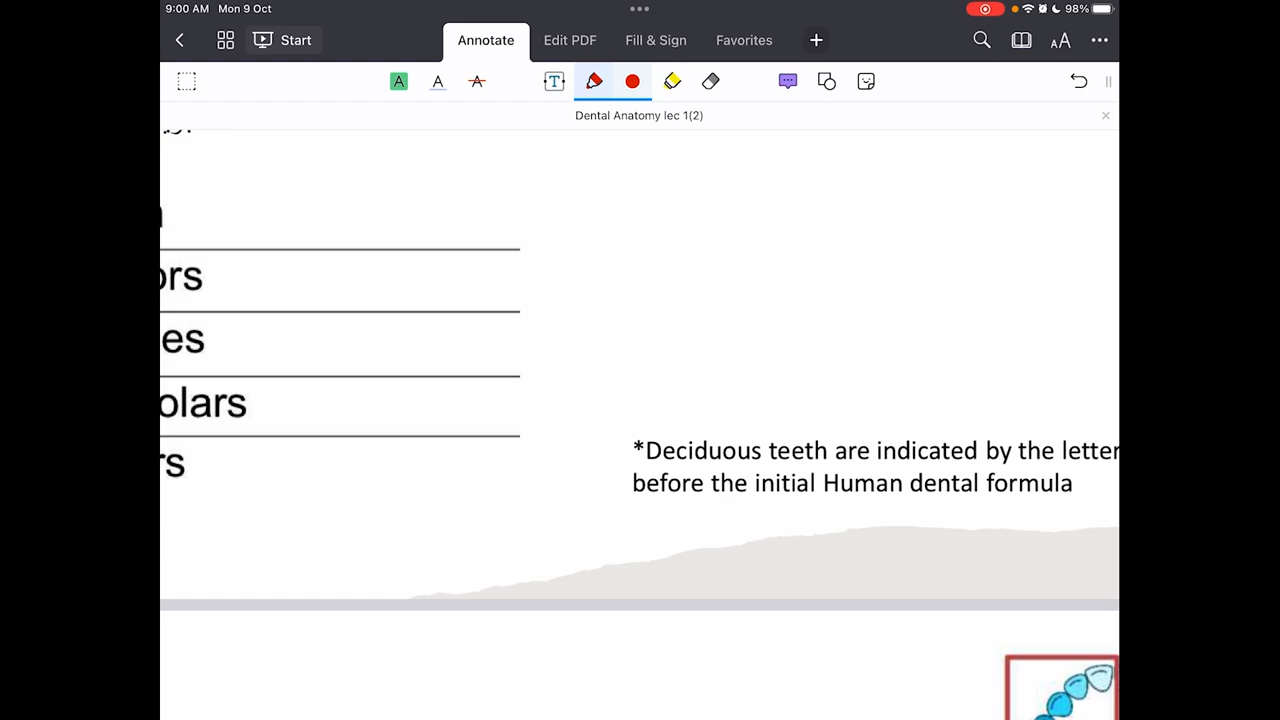 9:00 AM Mon 9 Oct
98%
Start
Annotate
Edit PDF
Fill & Sign
Favorites
AA
A
A
A
T
Dental Anatomy lec 1(2)
ors
es
olars
rs
*Deciduous teeth are indicated by the letter
before the initial Human dental formula